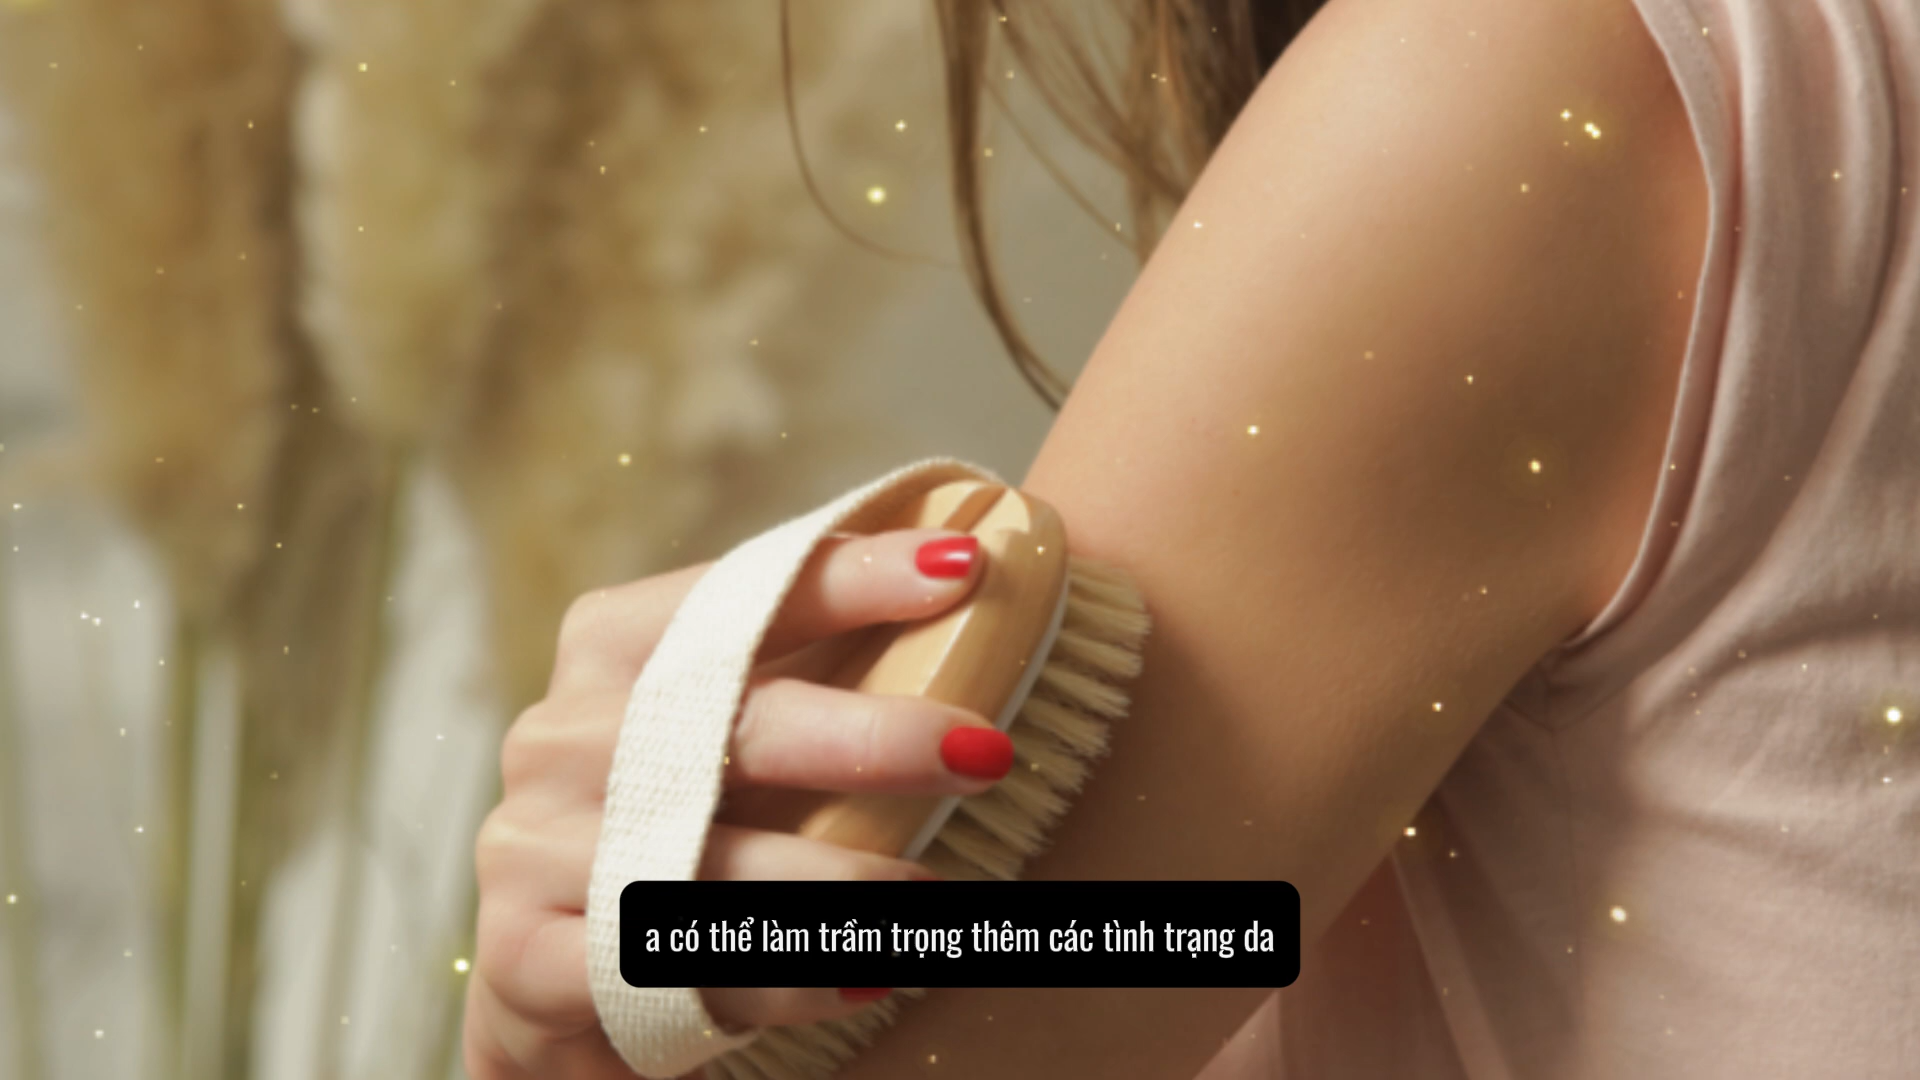 a có thể làm trầm trọng thêm các tình trạng da